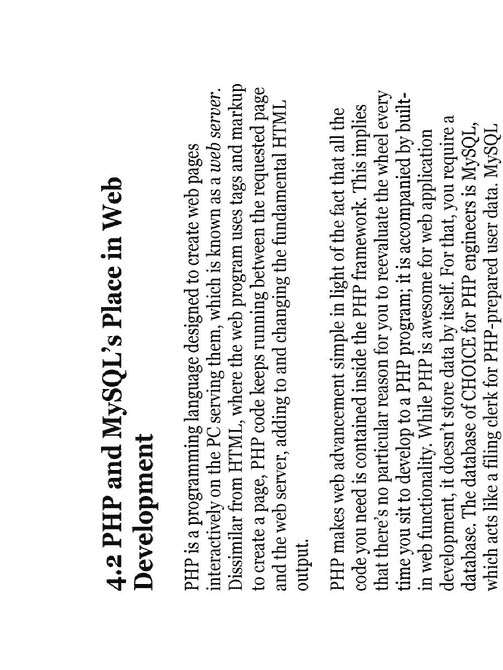 4.2 PHP and MySQL's Place in Web
Development
PHP is a programming language designed to create web pages
interactively on the PC serving them, which is known as a web server.
Dissimilar from HTML, where the web program uses tags and markup
to create a page, PHP code keeps running between the requested page
and the web server, adding to and changing the fundamental HTML
output.
PHP makes web advancement simple in light of the fact that all the
code you need is contained inside the PHP framework. This implies
that there's no particular reason for you to reevaluate the wheel every
time you sit to develop to a PHP program; it is accompanied by built-
in web functionality. While PHP is awesome for web application
development, it doesn't store data by itself. For that, you require a
database. The database of CHOICE for PHP engineers is MySQL,
which acts like a filing clerk for PHP-prepared user data. MySQL